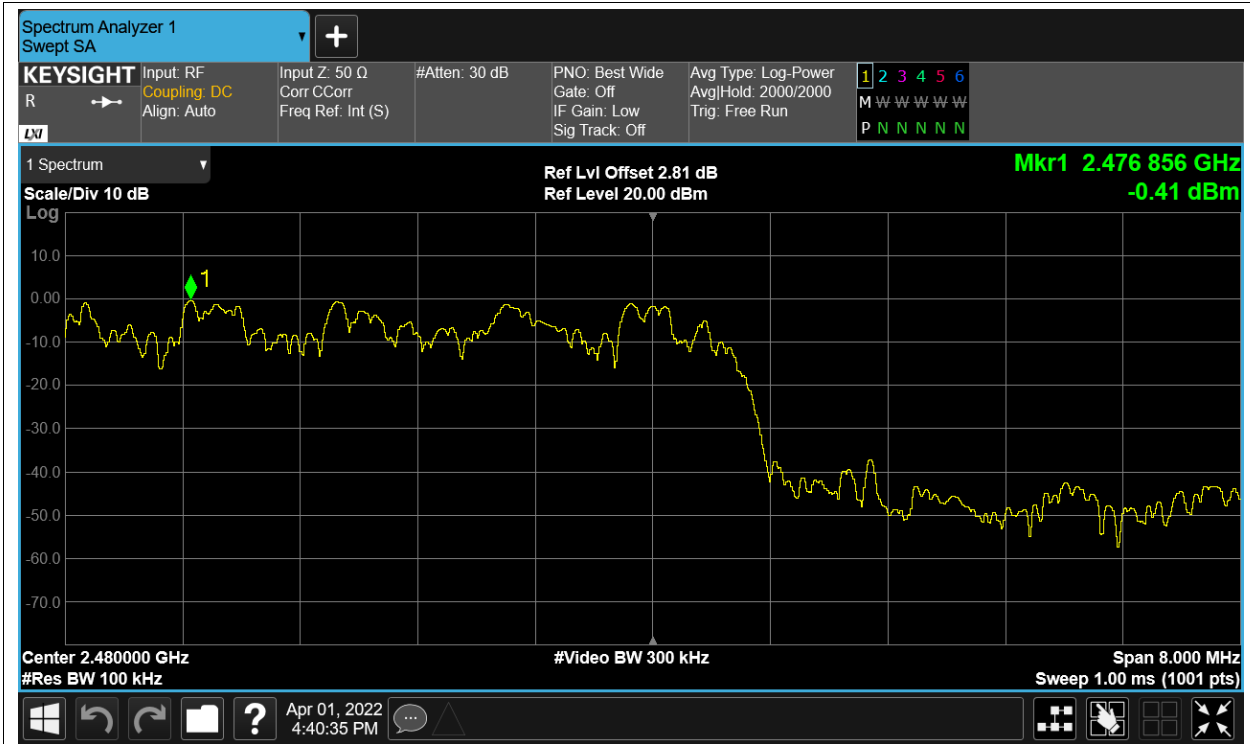 Spectrum Analyzer 1
Swept SA
KEYSIGHT
R
LXI
Input: RF
Coupling: DC
Align: Auto
Input Z: 50 Ω
Corr CCorr
Freq Ref: Int (S)
#Atten: 30 dB
PNO: Best Wide
Gate: Off
IF Gain: Low
Sig Track: Off
Avg Type: Log-Power
Avg|Hold: 2000/2000
Trig: Free Run
1 2 3 4 5 6
M W W W W W
P N N N N N
1 Spectrum
Scale/Div 10 dB
Log
Ref Lvl Offset 2.81 dB
Ref Level 20.00 dBm
Mkr1 2.476 856 GHz
-0.41 dBm
1
10.0
0.00
-10.0
-20.0
-30.0
-40.0
-50.0
-60.0
-70.0
Center 2.480000 GHz
#Video BW 300 kHz
Span 8.000 MHz
#Res BW 100 kHz
Sweep 1.00 ms (1001 pts)
?
Apr 01, 2022
4:40:35 PM